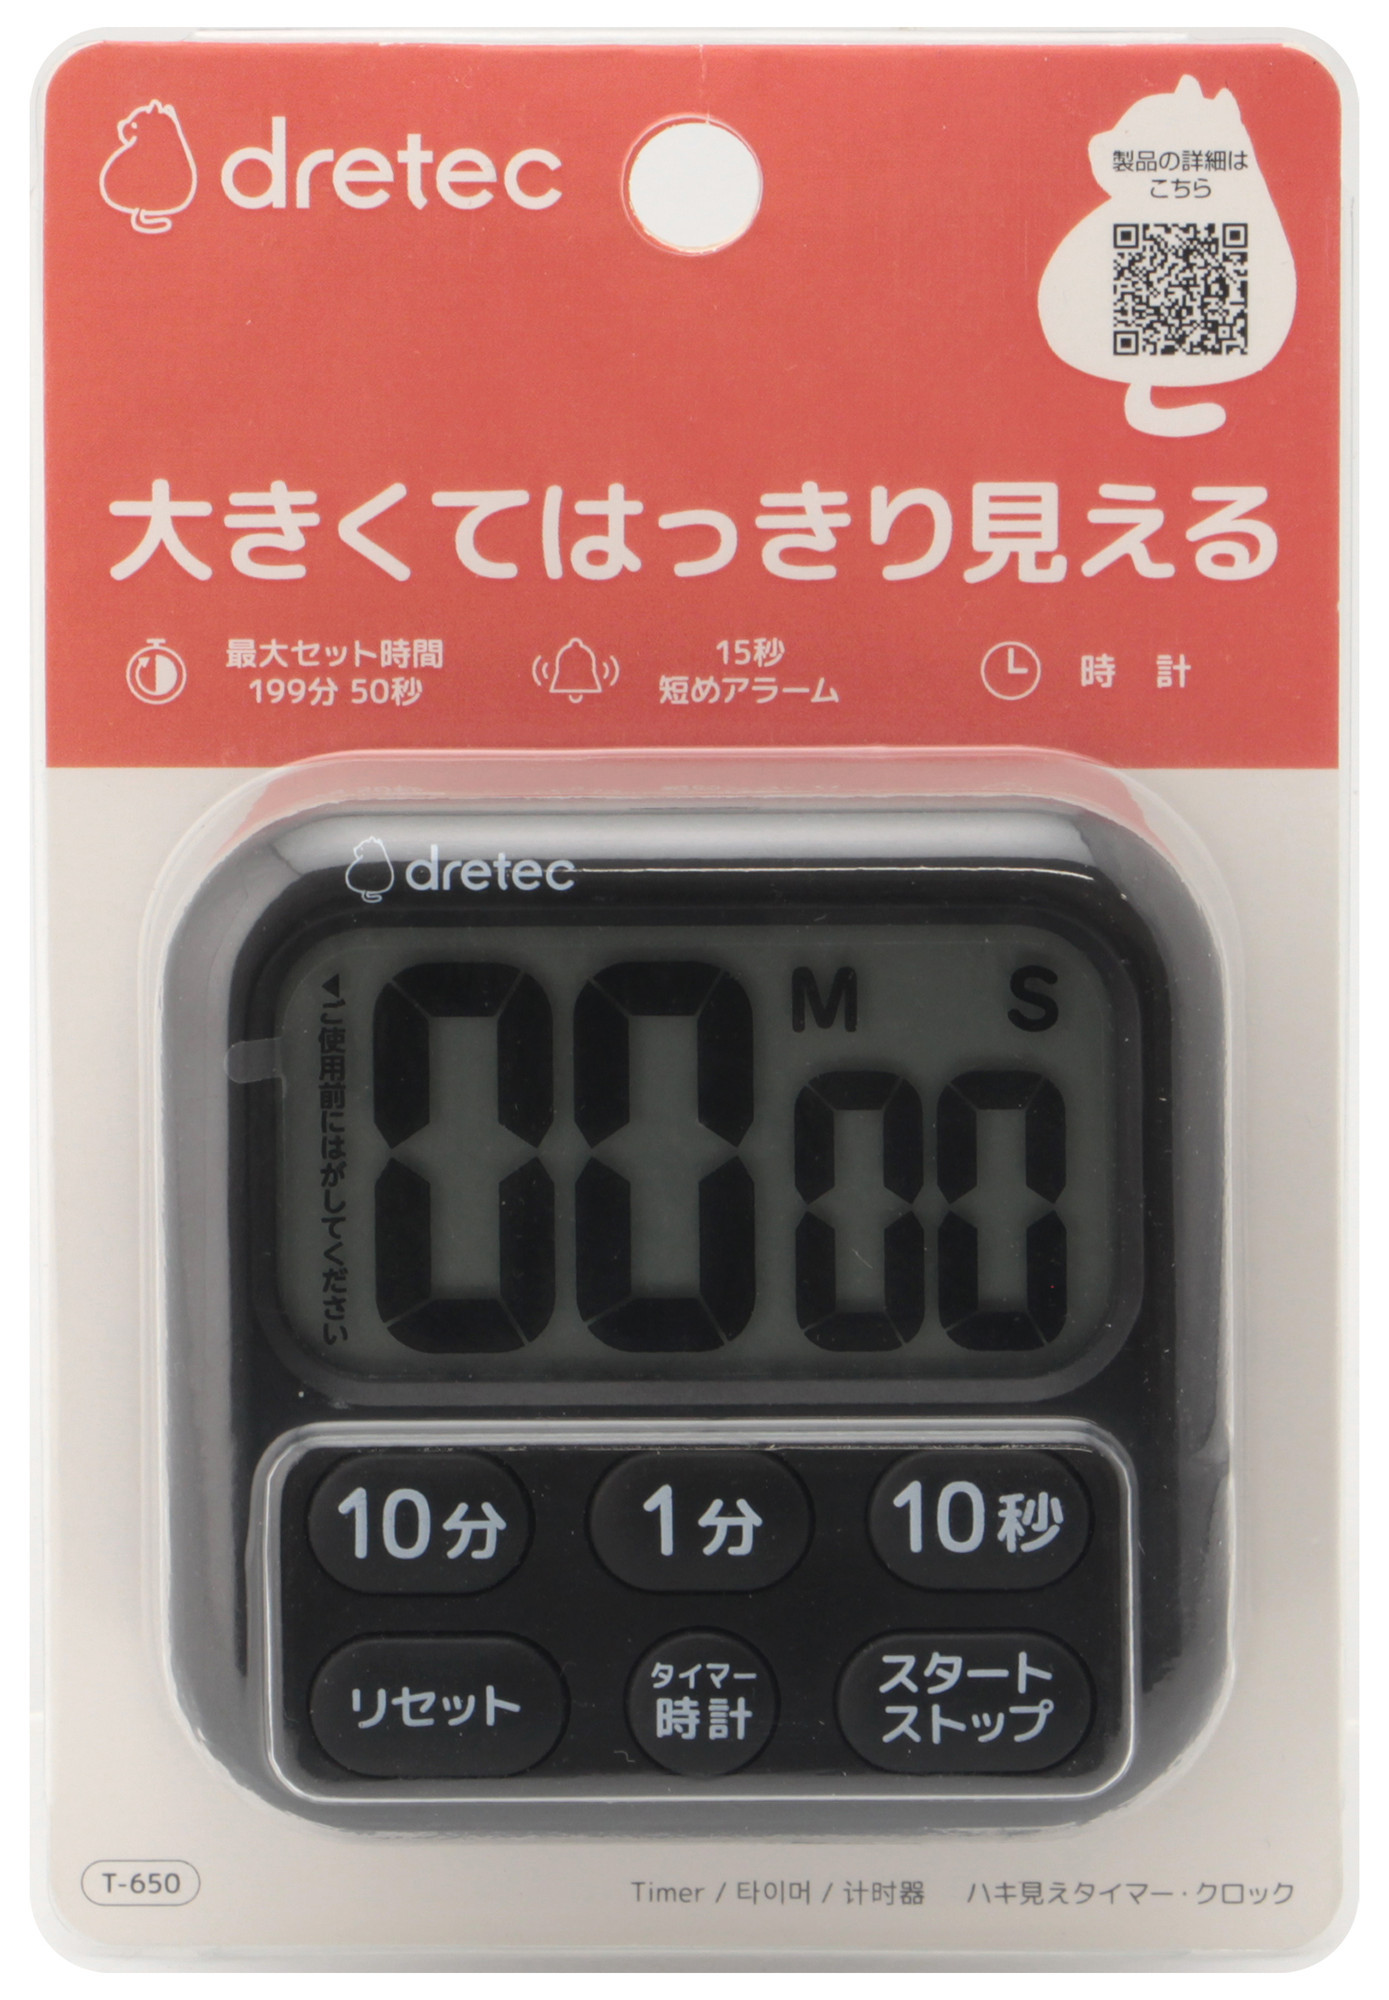 dretec
製品の詳細は
こちら
大きくてはっきり見える
最大セット時間
199分 50秒
15秒
短めアラーム
時 計
dretec
▲ご使用前にはがしてください
M S
00 00
10分 1分 10秒
リセット
タイマー
時計
スタート
ストップ
T-650
Timer / 타이머 / 计时器 ハキ見えタイマー・クロック